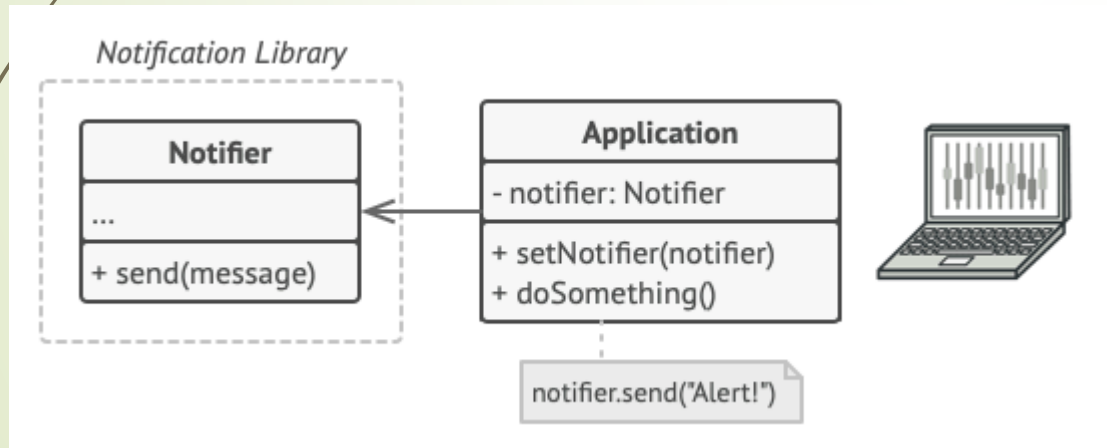 Notification Library
Notifier
...
+ send(message)
Application
- notifier: Notifier
+ setNotifier(notifier)
+ doSomething()
notifier.send("Alert!")